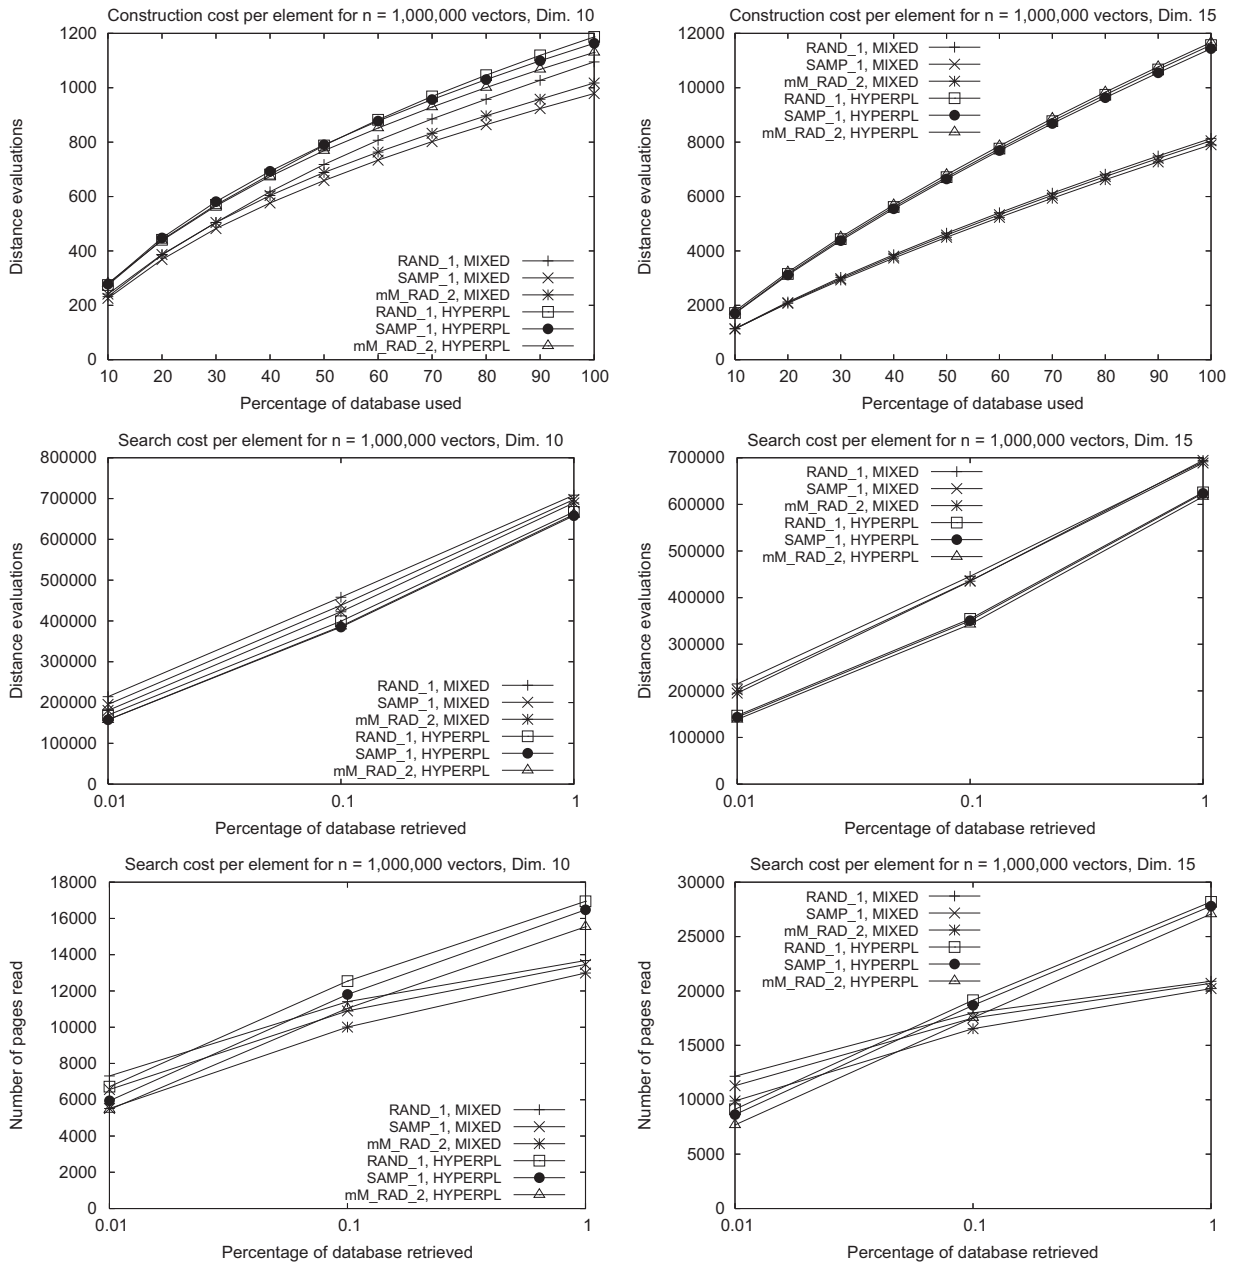 Construction cost per element for n = 1,000,000 vectors, Dim. 10
1200
1000
800
600
400
200
0
Distance evaluations
RAND_1, MIXED
SAMP_1, MIXED
mM_RAD_2, MIXED
RAND_1, HYPERPL
SAMP_1, HYPERPL
mM_RAD_2, HYPERPL
10 20 30 40 50 60 70 80 90 100
Percentage of database used
Construction cost per element for n = 1,000,000 vectors, Dim. 15
12000
10000
8000
6000
4000
2000
0
Distance evaluations
RAND_1, MIXED
SAMP_1, MIXED
mM_RAD_2, MIXED
RAND_1, HYPERPL
SAMP_1, HYPERPL
mM_RAD_2, HYPERPL
10 20 30 40 50 60 70 80 90 100
Percentage of database used
Search cost per element for n = 1,000,000 vectors, Dim. 10
800000
700000
600000
500000
400000
300000
200000
100000
0
Distance evaluations
RAND_1, MIXED
SAMP_1, MIXED
mM_RAD_2, MIXED
RAND_1, HYPERPL
SAMP_1, HYPERPL
mM_RAD_2, HYPERPL
0.01 0.1 1
Percentage of database retrieved
Search cost per element for n = 1,000,000 vectors, Dim. 15
700000
600000
500000
400000
300000
200000
100000
0
Distance evaluations
RAND_1, MIXED
SAMP_1, MIXED
mM_RAD_2, MIXED
RAND_1, HYPERPL
SAMP_1, HYPERPL
mM_RAD_2, HYPERPL
0.01 0.1 1
Percentage of database retrieved
Search cost per element for n = 1,000,000 vectors, Dim. 10
18000
16000
14000
12000
10000
8000
6000
4000
2000
0
Number of pages read
RAND_1, MIXED
SAMP_1, MIXED
mM_RAD_2, MIXED
RAND_1, HYPERPL
SAMP_1, HYPERPL
mM_RAD_2, HYPERPL
0.01 0.1 1
Percentage of database retrieved
Search cost per element for n = 1,000,000 vectors, Dim. 15
30000
25000
20000
15000
10000
5000
0
Number of pages read
RAND_1, MIXED
SAMP_1, MIXED
mM_RAD_2, MIXED
RAND_1, HYPERPL
SAMP_1, HYPERPL
mM_RAD_2, HYPERPL
0.01 0.1 1
Percentage of database retrieved